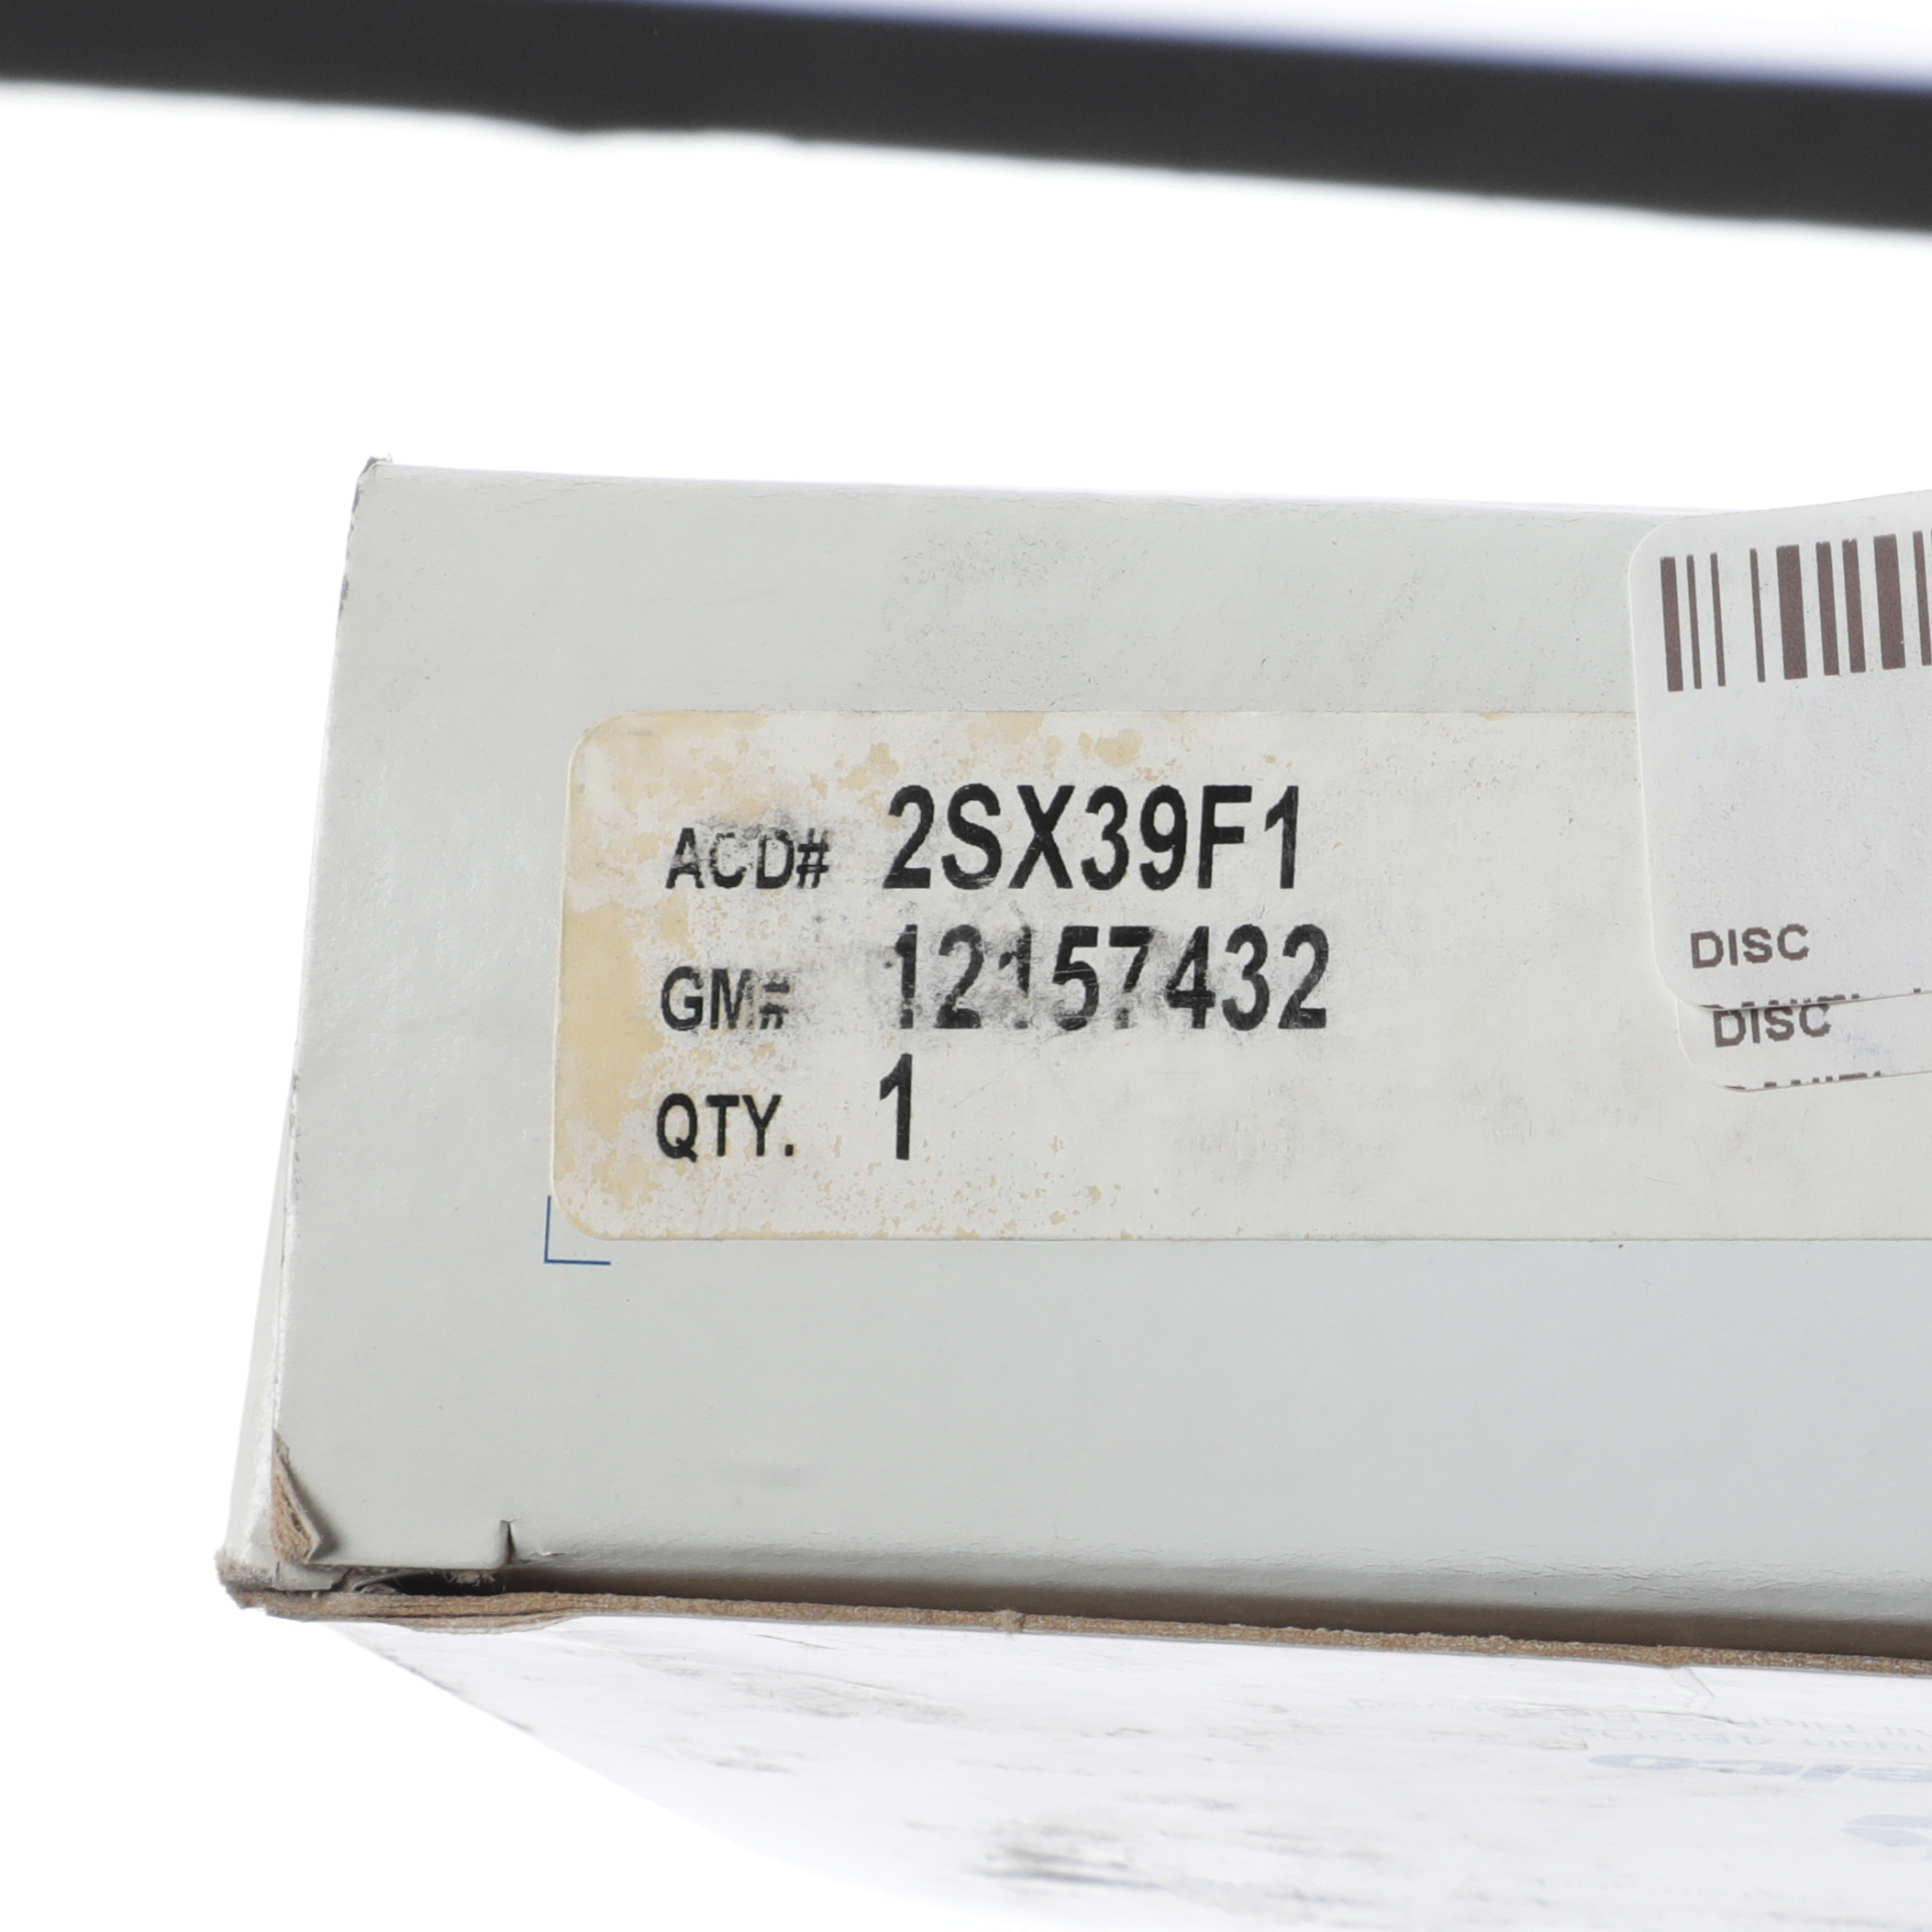 ACD# 2SX39F1
GM# 12157432
QTY. 1
DISC
DISC